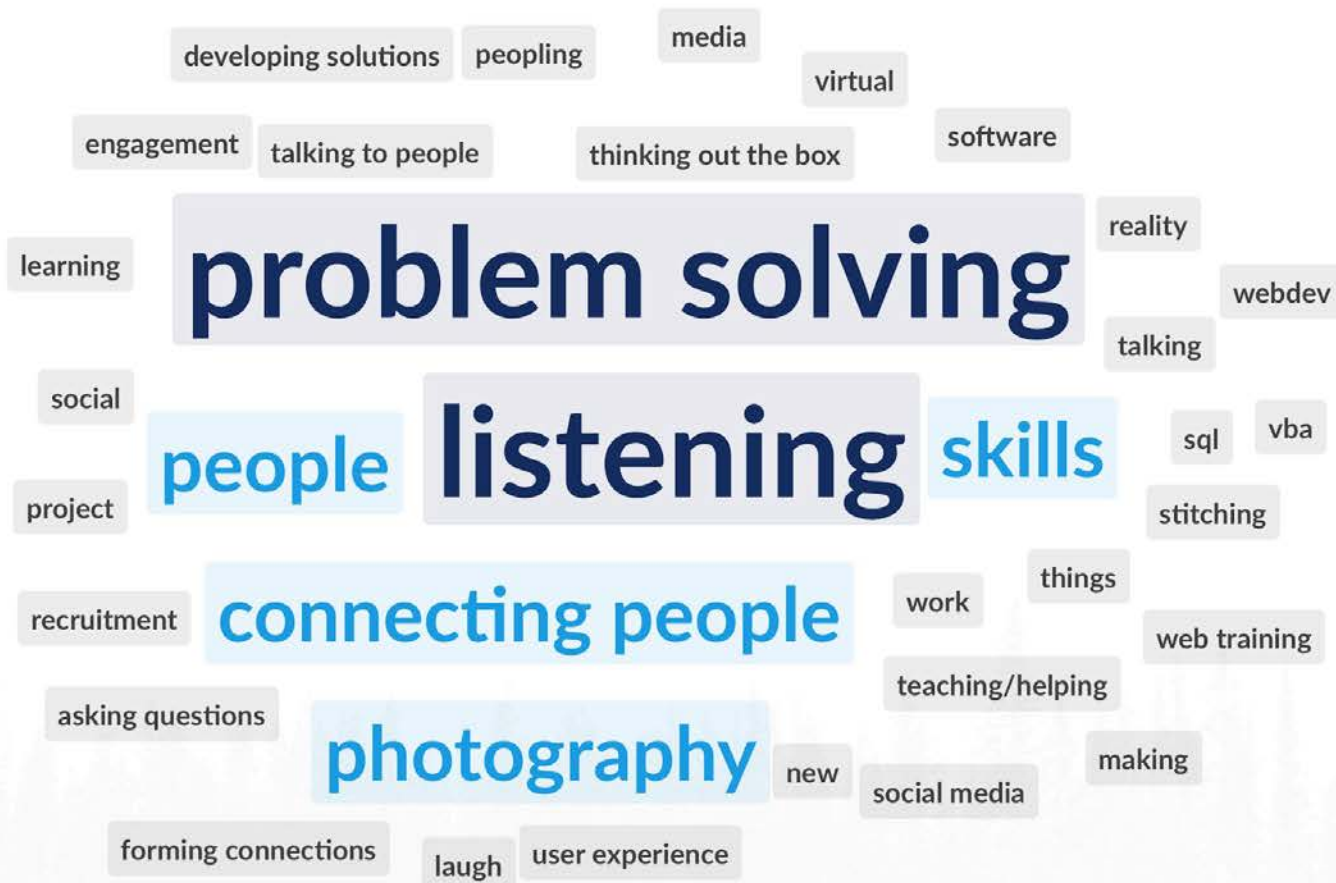 media
developing solutions
peopling
virtual
software
engagement
talking to people
thinking out the box
reality
learning
problem solving
webdev
talking
social
people
listening
skills
sql
vba
project
stitching
things
recruitment
connecting people
work
web training
teaching/helping
asking questions
photography
new
making
social media
forming connections
laugh
user experience